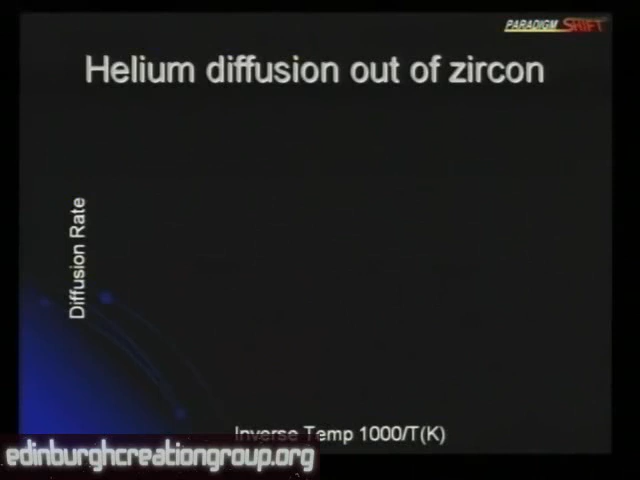 PARADIGM SHIFT
Helium diffusion out of zircon
Diffusion Rate
Inverse Temp 1000/T(K)
edinburghcreationgroup.org